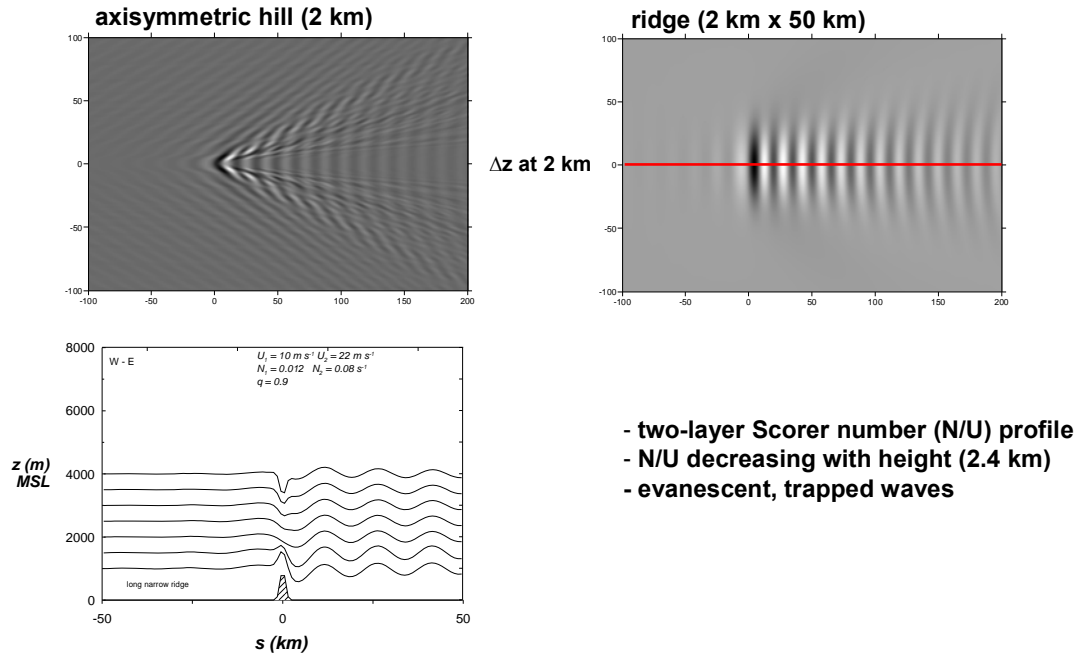 axisymmetric hill (2 km)
100
50
0
-50
-100
-100
-50
0
50
100
150
200
Δz at 2 km
ridge (2 km x 50 km)
100
50
0
-50
-100
-100
-50
0
50
100
150
200
8000
6000
4000
2000
0
z (m)
MSL
W - E
U₁ = 10 m s⁻¹ U₂ = 22 m s⁻¹
N₁ = 0.012 N₂ = 0.08 s⁻¹
q = 0.9
long narrow ridge
-50
0
50
s (km)
- two-layer Scorer number (N/U) profile
- N/U decreasing with height (2.4 km)
- evanescent, trapped waves